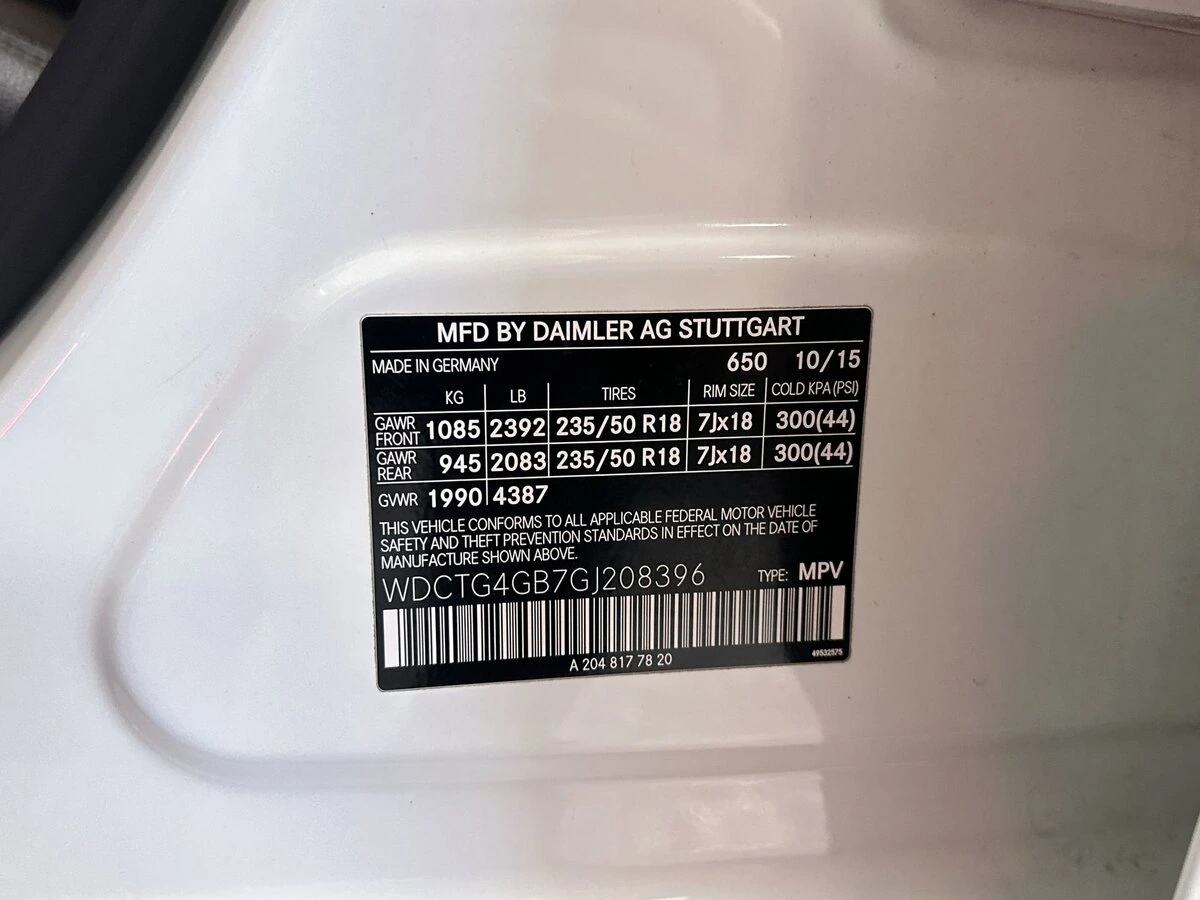 MFD BY DAIMLER AG STUTTGART
MADE IN GERMANY 650 10/15
KG LB TIRES RIM SIZE COLD KPA (PSI)
GAWR FRONT 1085 2392 235/50 R18 7Jx18 300(44)
GAWR REAR 945 2083 235/50 R18 7Jx18 300(44)
GVWR 1990 4387
THIS VEHICLE CONFORMS TO ALL APPLICABLE FEDERAL MOTOR VEHICLE
SAFETY AND THEFT PREVENTION STANDARDS IN EFFECT ON THE DATE OF
MANUFACTURE SHOWN ABOVE.
WDCTG4GB7GJ208396 TYPE: MPV
A 204 817 78 20 49532575